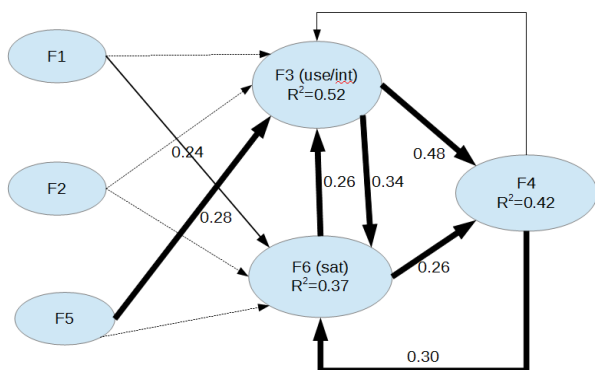 F1
F3 (use/int)
R²=0.52
0.24
0.48
F2
0.26
0.34
F4
R²=0.42
0.28
F6 (sat)
R²=0.37
0.26
F5
0.30